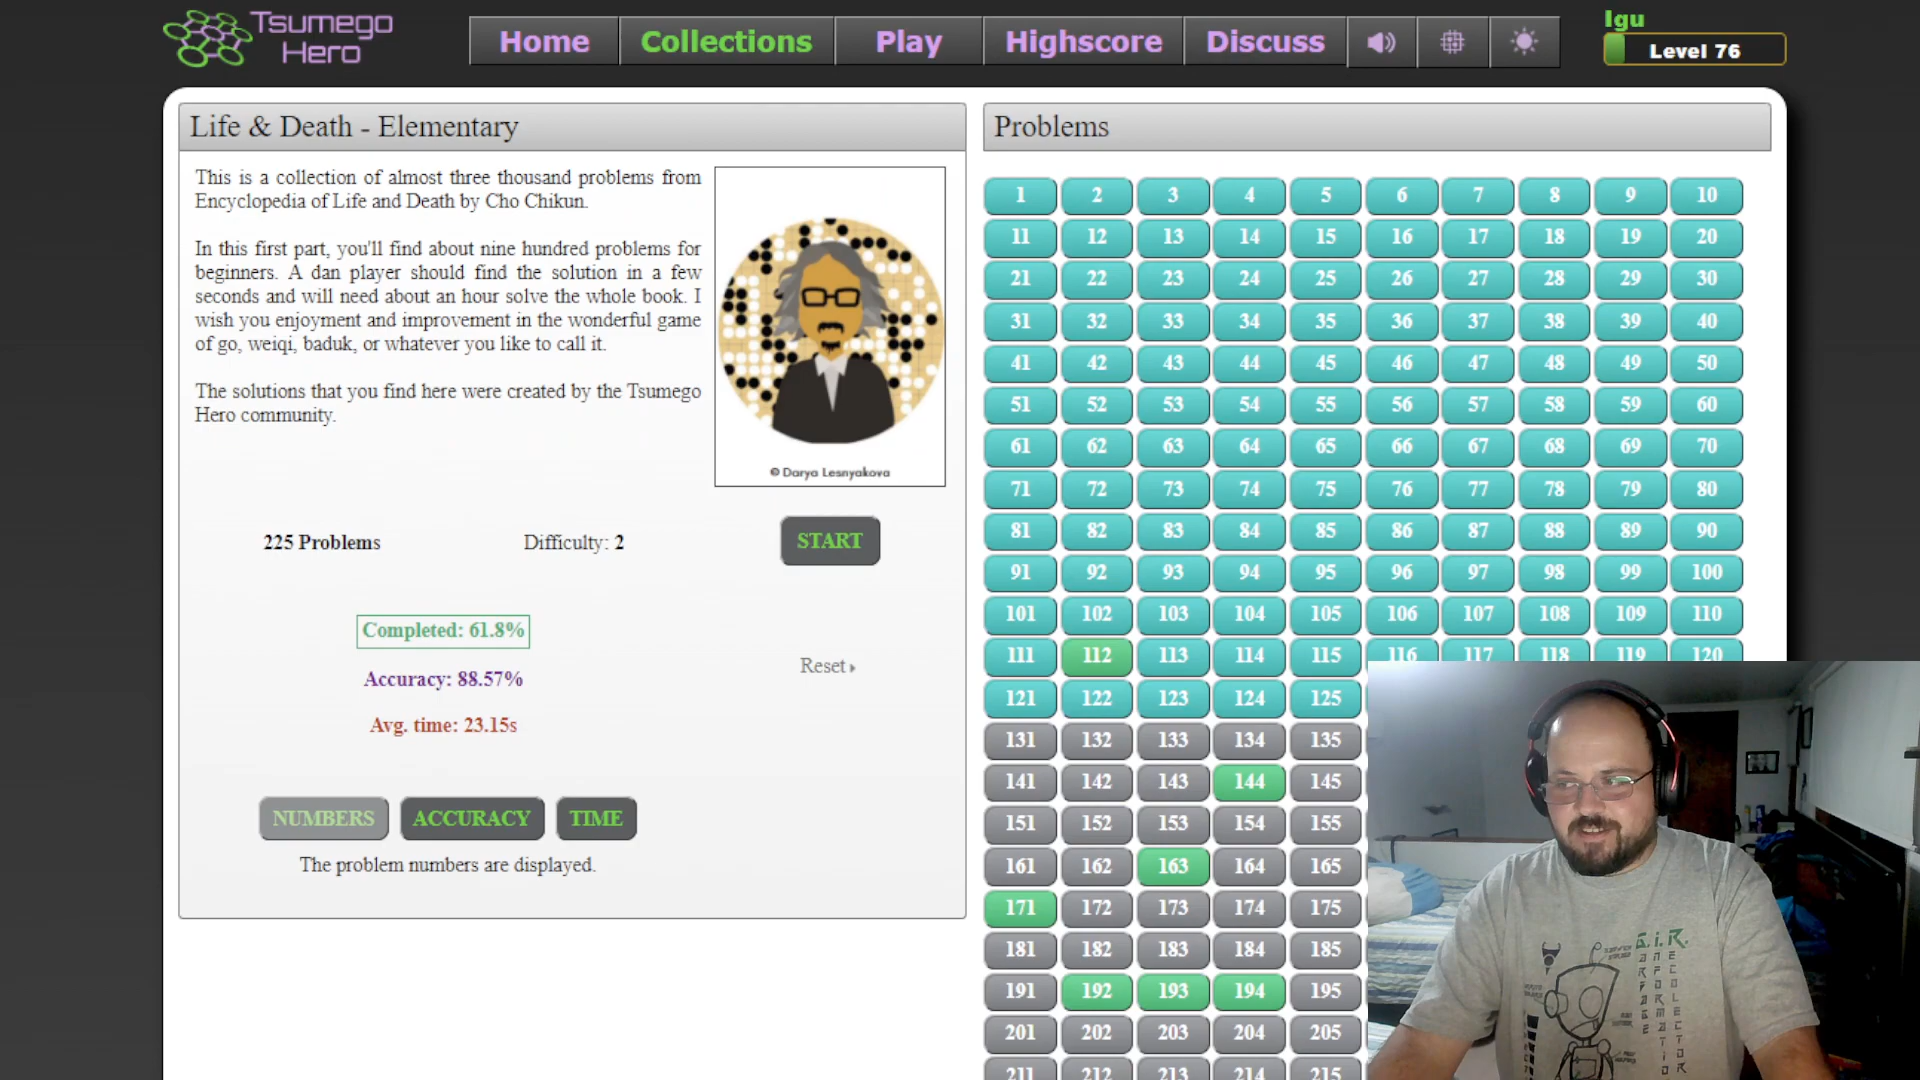 Tsumego Hero
Home Collections Play Highscore Discuss
Igu
Level 76
Life & Death - Elementary
This is a collection of almost three thousand problems from
Encyclopedia of Life and Death by Cho Chikun.
In this first part, you'll find about nine hundred problems for
beginners. A dan player should find the solution in a few
seconds and will need about an hour solve the whole book. I
wish you enjoyment and improvement in the wonderful game
of go, weiqi, baduk, or whatever you like to call it.
The solutions that you find here were created by the Tsumego
Hero community.
© Darya Lesnyakova
225 Problems Difficulty: 2 START
Completed: 61.8%
Accuracy: 88.57%
Avg. time: 23.15s
Reset
NUMBERS ACCURACY TIME
The problem numbers are displayed.
Problems
1 2 3 4 5 6 7 8 9 10
11 12 13 14 15 16 17 18 19 20
21 22 23 24 25 26 27 28 29 30
31 32 33 34 35 36 37 38 39 40
41 42 43 44 45 46 47 48 49 50
51 52 53 54 55 56 57 58 59 60
61 62 63 64 65 66 67 68 69 70
71 72 73 74 75 76 77 78 79 80
81 82 83 84 85 86 87 88 89 90
91 92 93 94 95 96 97 98 99 100
101 102 103 104 105 106 107 108 109 110
111 112 113 114 115 116 117 118 119 120
121 122 123 124 125
131 132 133 134 135
141 142 143 144 145
151 152 153 154 155
161 162 163 164 165
171 172 173 174 175
181 182 183 184 185
191 192 193 194 195
201 202 203 204 205
211 212 213 214 215
G.I.R.